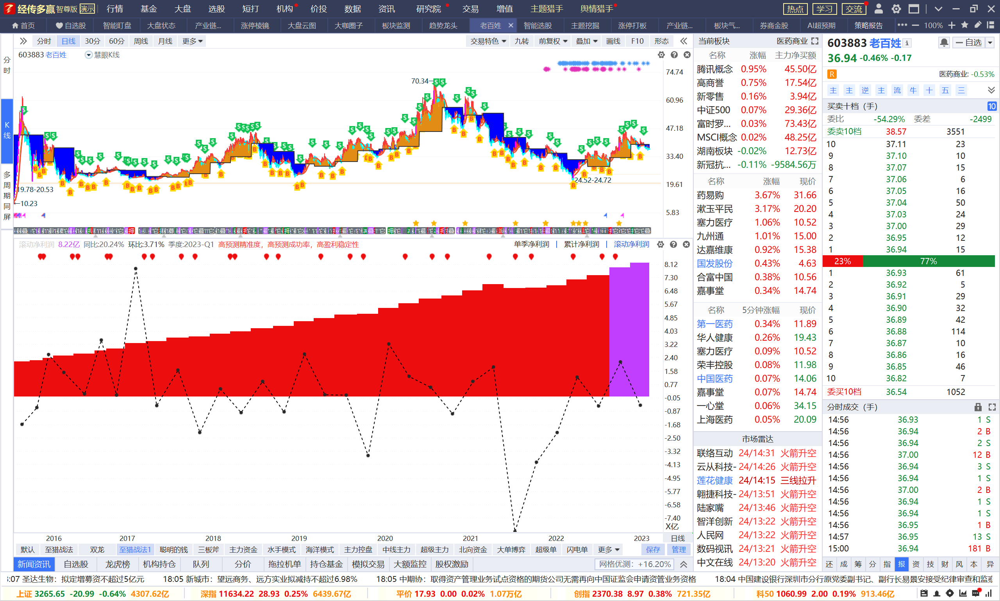 经传多赢 智尊版 演示 行情 基金 大盘 选股 短打 机构 价投 数据 资讯 研究院 交易 增值 主题猎手 舆情猎手 热点 学习 交流
首页 自选股 智能盯盘 大盘状态 产业链... 涨停棱镜 大盘云图 大咖圈子 板块监测 趋势龙头 老百姓 智能选股 主题挖掘 涨停打板 产业链... 板块气... 券商金股 AI超预期 策略报告 100%
分时 日线 30分 60分 周线 月线 更多 交易特色 九转 前复权 叠加 画线 F10 形态
分时
K线
多周期同屏
603883 老百姓 慧眼K线
70.34
19.78-20.53
10.23
24.52-24.72
74.74
60.96
47.18
33.40
19.61
5.83
滚动净利润 8.22亿 同比:20.24% 环比:3.71% 季度:2023-Q1 高预测精准度，高预测成功率，高盈利稳定性 单季净利润 | 累计净利润 | 滚动净利润
8.12
7.30
6.48
5.67
4.85
4.03
3.22
2.40
1.58
0.77
-0.05
-0.87
-1.68
-2.50
-3.32
-4.13
-4.95
-5.77
-6.58
-7.40
X亿
2016 2017 2018 2019 2020 2021 2022 2023 日线
默认 至猎战法 双龙 至猎战法1 聪明的钱 三板斧 主力资金 水手模式 海洋模式 主力控盘 中线主力 超级主力 北向资金 大单博弈 超级单 闪电单 更多 保存 管理
新闻资讯 自选股 龙虎榜 机构持仓 队列 分价 拖拉机单 持仓基金 模拟交易 大额监控 股权激励 网格优测：+16.20%
当前板块 医药商业
名称 涨幅 主力净买额
腾讯概念 0.95% 45.50亿
高商誉 0.75% 17.54亿
新零售 0.16% 3.94亿
中证500 0.07% 29.36亿
富时罗... 0.03% 73.43亿
MSCI概念 0.02% 48.25亿
湖南板块 -0.02% 12.73亿
新冠抗... -0.11% -9584.56万
名称 涨幅 现价
药易购 3.67% 31.66
漱玉平民 3.17% 20.20
塞力医疗 1.06% 10.52
九州通 1.01% 15.00
达嘉维康 0.92% 15.38
国发股份 0.43% 4.63
合富中国 0.38% 10.56
嘉事堂 0.34% 14.74
名称 5分钟涨幅 现价
第一医药 0.34% 11.89
华人健康 0.26% 19.43
塞力医疗 0.09% 10.52
荣丰控股 0.08% 11.98
中国医药 0.07% 14.06
嘉事堂 0.07% 14.74
一心堂 0.06% 34.15
上海医药 0.05% 20.09
市场雷达
联络互动 24/14:31 火箭升空
云从科技- 24/14:26 火箭升空
莲花健康 24/14:15 三线拉升
翱捷科技- 24/13:51 火箭升空
陆家嘴 24/13:46 火箭升空
智洋创新 24/13:22 火箭升空
人民网 24/13:22 火箭升空
数码视讯 24/13:21 火箭升空
中文在线 24/13:20 火箭升空
603883 老百姓 自选
36.94 -0.46% -0.17
R 医药商业: -0.53%
主 主 逆 主 流 牛 十 五 三
买卖十档（手） 10
委比 -54.29% 委差 -2499
委卖10档 38.57 3551
10 37.11 23
9 37.10 10
8 37.07 15
7 37.06 6
6 37.05 16
5 37.04 50
4 37.03 24
3 37.00 29
2 36.95 12
1 36.94 15
23% 77%
1 36.93 61
2 36.92 5
3 36.91 29
4 36.90 32
5 36.89 42
6 36.88 114
7 36.87 10
8 36.86 16
9 36.85 46
10 36.82 7
委买10档 36.54 1052
分时成交（手）
14:56 36.93 1 S
14:56 36.94 2 B
14:56 36.94 2 S
14:56 37.00 12 B
14:56 36.94 3 S
14:56 36.94 1 S
14:56 37.00 2 B
14:56 36.94 1 S
14:56 36.94 1 S
14:56 36.95 1 B
14:57 36.95 13 S
15:00 36.94 181 B
还 成 筹 分 指 报 资 技 财 风 本 异
:07 圣达生物：拟定增募资不超过5亿元 18:05 新城市：望远商务、远方实业拟减持不超过6.98% 18:05 中期协：取得资产管理业务试点资格的期货公司无需再向中国证监会申请资管业务资格 18:04 中国建设银行深圳市分行原党委副书记、副行长易景安接受纪律审查和监察
上证 3265.65 -20.99 -0.64% 4307.62亿 深指 11634.22 28.93 0.25% 6439.67亿 平价 17.93 0.00 0.02% 1.07万亿 创指 2370.38 8.97 0.38% 721.35亿 科50 1060.99 2.00 0.19% 913.46亿